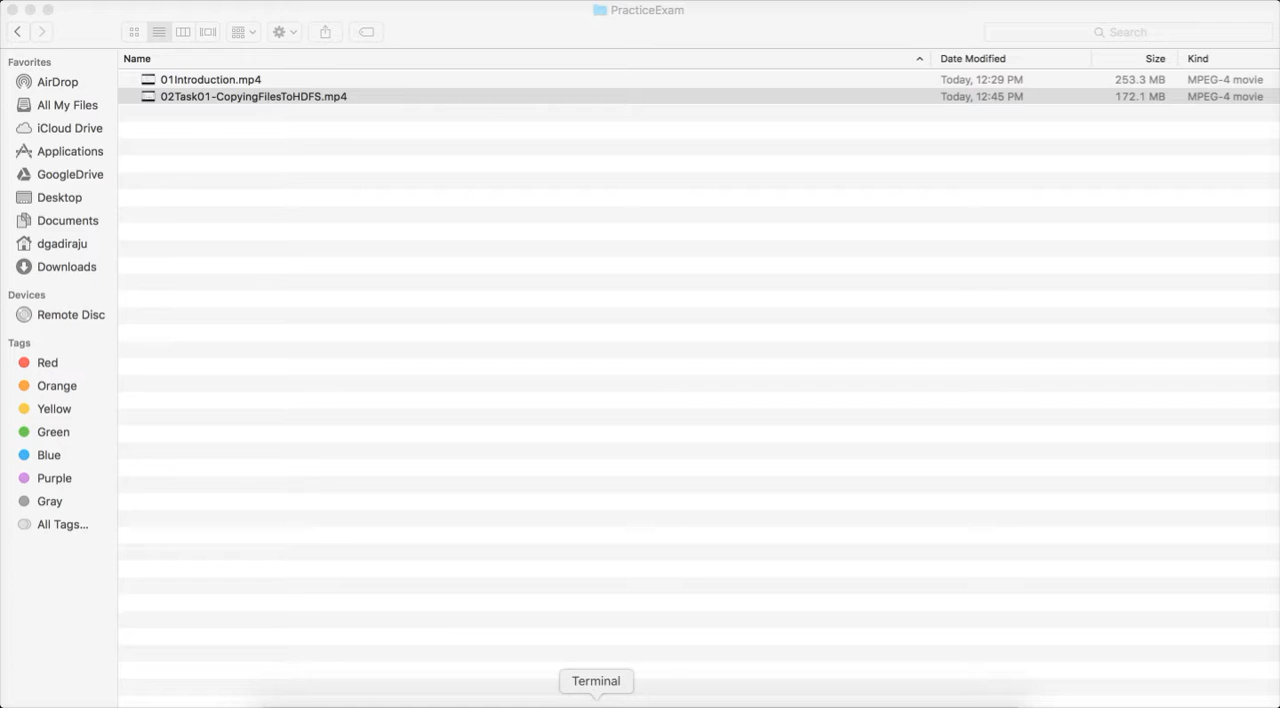 PracticeExam
Search
Favorites
AirDrop
All My Files
iCloud Drive
Applications
GoogleDrive
Desktop
Documents
dgadiraju
Downloads
Devices
Remote Disc
Tags
Red
Orange
Yellow
Green
Blue
Purple
Gray
All Tags...
Name Date Modified Size Kind
01Introduction.mp4 Today, 12:29 PM 253.3 MB MPEG-4 movie
02Task01-CopyingFilesToHDFS.mp4 Today, 12:45 PM 172.1 MB MPEG-4 movie
Terminal